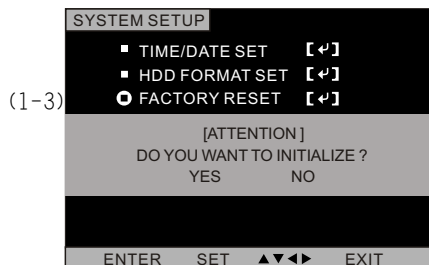 SYSTEM SETUP
TIME/DATE SET [↵]
HDD FORMAT SET [↵]
(1-3) FACTORY RESET [↵]
[ATTENTION ]
DO YOU WANT TO INITIALIZE ?
YES NO
ENTER SET ▲▼◀▶ EXIT